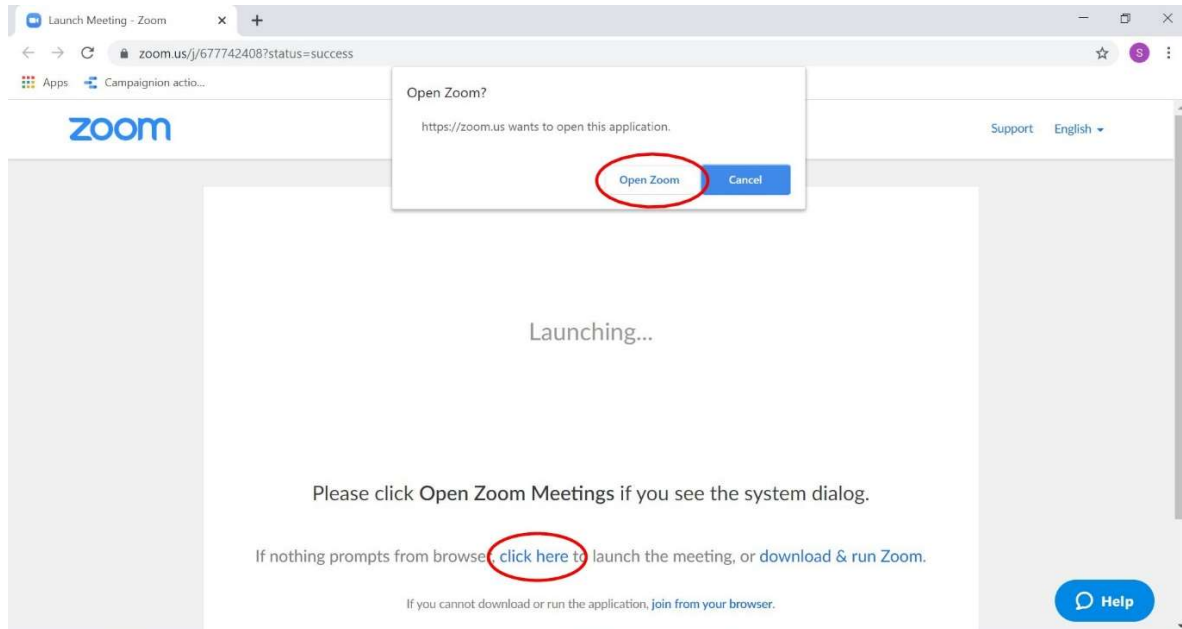 Launch Meeting - Zoom
zoom.us/j/677742408?status=success
S
Apps
Campaignion actio...
Open Zoom?
https://zoom.us wants to open this application.
Open Zoom
Cancel
zoom
Support
English
Launching...
Please click Open Zoom Meetings if you see the system dialog.
If nothing prompts from browser, click here to launch the meeting, or download & run Zoom.
If you cannot download or run the application, join from your browser.
Help